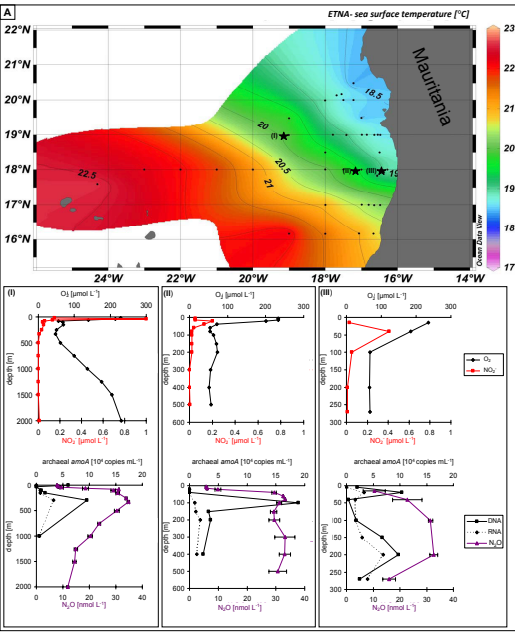 A
ETNA- sea surface temperature [°C]
22°N
21°N
20°N
19°N
18°N
17°N
16°N
24°W
22°W
20°W
18°W
16°W
14°W
Mauritania
18.5
20
20.5
21
22.5
19
(I)
(II)
(III)
Ocean Data View
23
22
21
20
19
18
17
(I)
O₂ [µmol L⁻¹]
0 100 200 300
depth [m]
0
500
1000
1500
2000
0 0.2 0.4 0.6 0.8 1
NO₂⁻ [µmol L⁻¹]
(II)
O₂ [µmol L⁻¹]
0 100 200 300
depth [m]
0
100
200
300
400
500
600
0 0.2 0.4 0.6 0.8 1
NO₂⁻ [µmol L⁻¹]
(III)
O₂ [µmol L⁻¹]
0 100 200 300
depth [m]
0
50
100
150
200
250
300
0 0.2 0.4 0.6 0.8 1
NO₂⁻ [µmol L⁻¹]
O₂
NO₂⁻
archaeal amoA [10⁴ copies mL⁻¹]
0 5 10 15 20
depth [m]
0
500
1000
1500
2000
0 10 20 30 40
N₂O [nmol L⁻¹]
archaeal amoA [10⁴ copies mL⁻¹]
0 5 10 15 20
depth [m]
0
100
200
300
400
500
600
0 10 20 30 40
N₂O [nmol L⁻¹]
archaeal amoA [10⁴ copies mL⁻¹]
0 5 10 15 20
depth [m]
0
50
100
150
200
250
300
0 10 20 30 40
N₂O [nmol L⁻¹]
DNA
RNA
N₂O